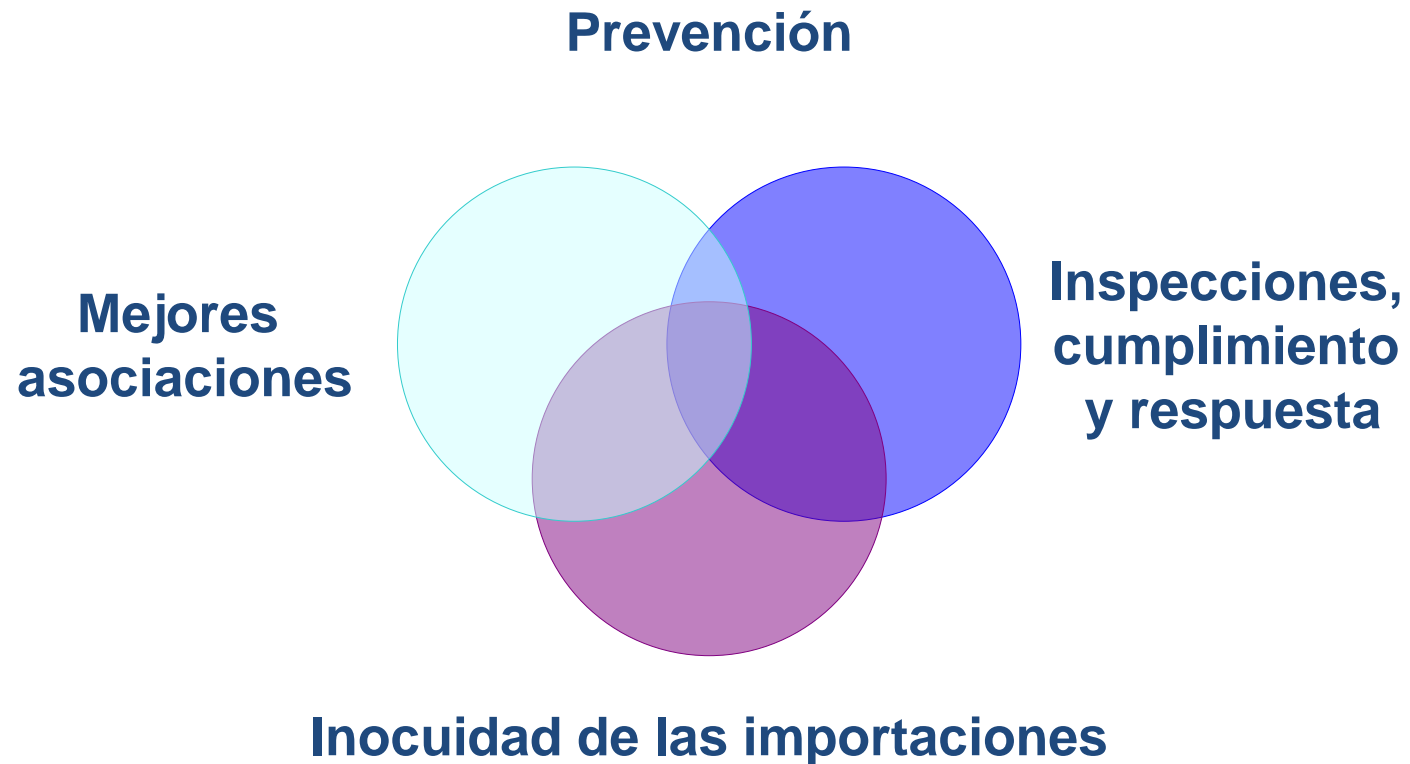 Prevención
Mejores
asociaciones
Inspecciones,
cumplimiento
y respuesta
Inocuidad de las importaciones